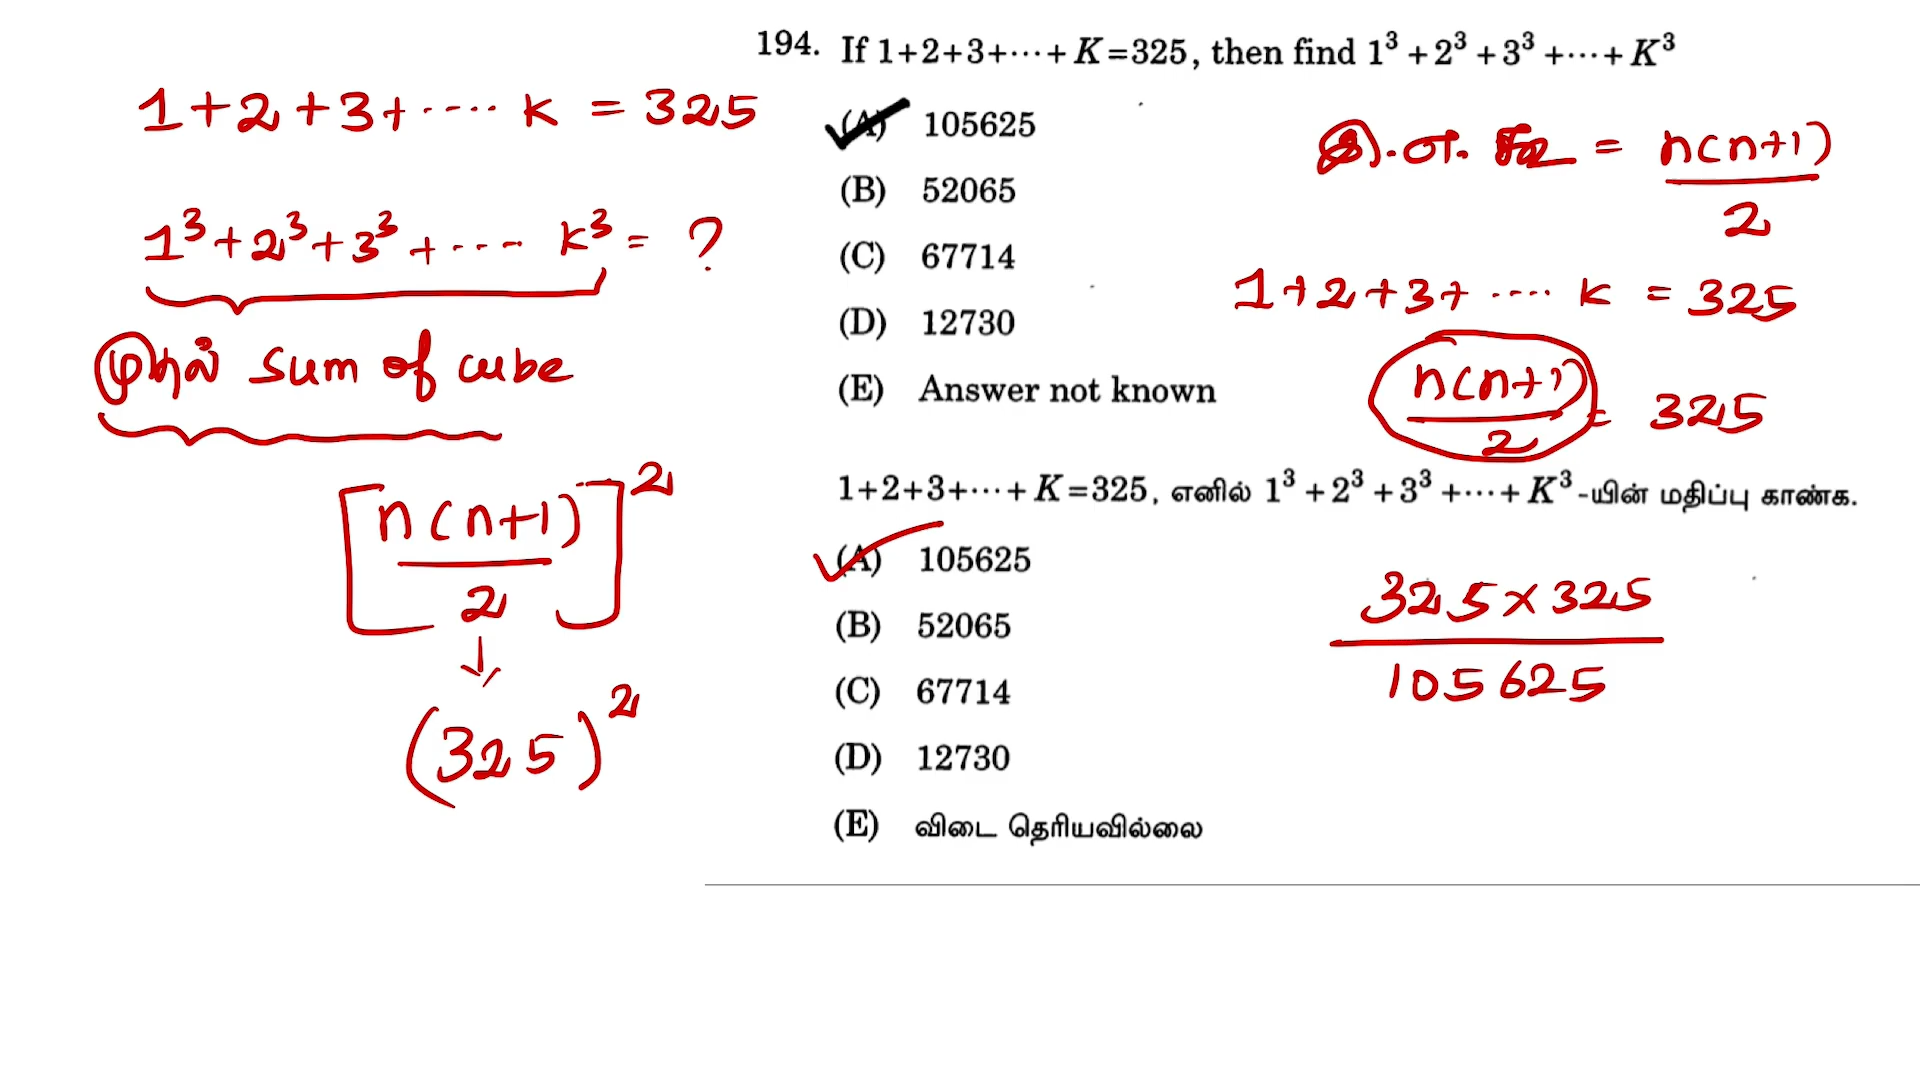 194. If 1+2+3+⋯+K=325, then find 1³+2³+3³+⋯+K³
(A) 105625
(B) 52065
(C) 67714
(D) 12730
(E) Answer not known
1+2+3+⋯+K=325, எனில் 1³+2³+3³+⋯+K³-யின் மதிப்பு காண்க.
(A) 105625
(B) 52065
(C) 67714
(D) 12730
(E) விடை தெரியவில்லை
1+2+3+.... K = 325
1³+2³+3³+.... K³ = ?
முதல் sum of cube
[n(n+1)/2]²
(325)²
இ.எ. = n(n+1)/2
1+2+3+.... K = 325
n(n+1)/2 = 325
325×325
105625